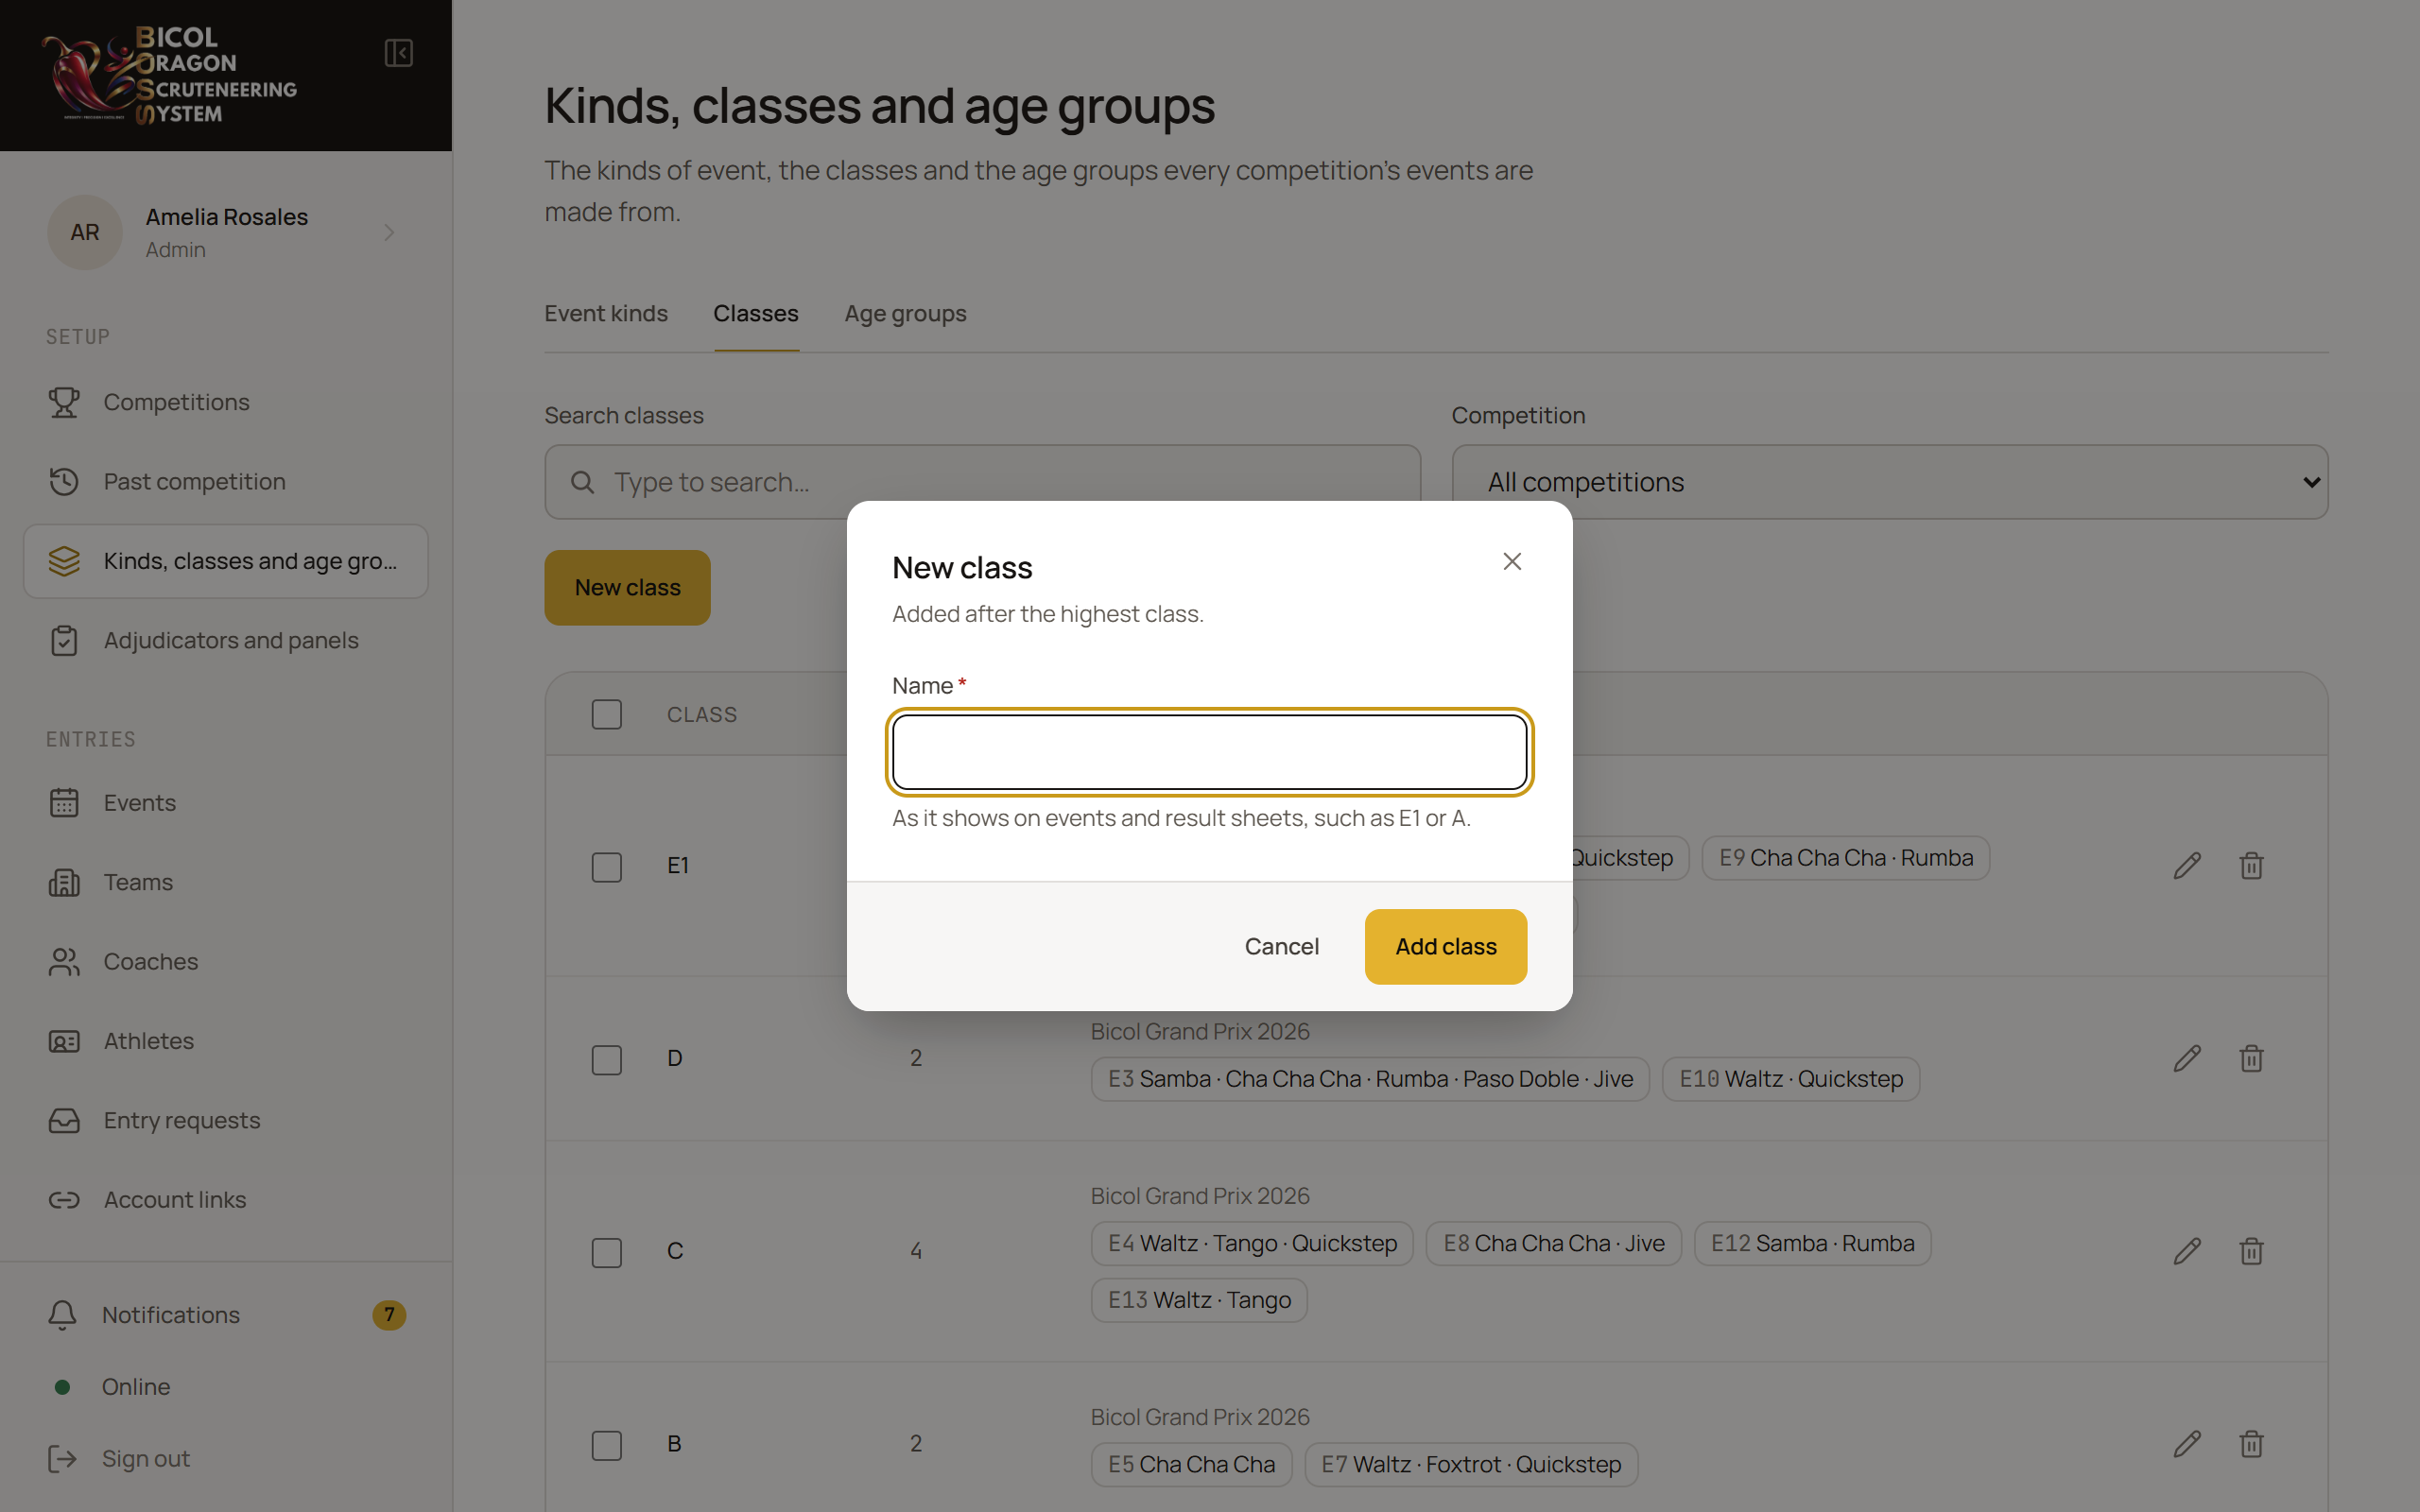 BICOL
DRAGON
SCRUTENEERING
SYSTEM
AR
Amelia Rosales
Admin
SETUP
Competitions
Past competition
Kinds, classes and age gro...
Adjudicators and panels
ENTRIES
Events
Teams
Coaches
Athletes
Entry requests
Account links
Notifications
7
Online
Sign out
Kinds, classes and age groups
The kinds of event, the classes and the age groups every competition's events are
made from.
Event kinds
Classes
Age groups
Search classes
Competition
Type to search...
All competitions
New class
CLASS
E1
Quickstep
E9 Cha Cha Cha · Rumba
D
2
Bicol Grand Prix 2026
E3 Samba · Cha Cha Cha · Rumba · Paso Doble · Jive
E10 Waltz · Quickstep
C
4
Bicol Grand Prix 2026
E4 Waltz · Tango · Quickstep
E8 Cha Cha Cha · Jive
E12 Samba · Rumba
E13 Waltz · Tango
B
2
Bicol Grand Prix 2026
E5 Cha Cha Cha
E7 Waltz · Foxtrot · Quickstep
New class
Added after the highest class.
Name *
As it shows on events and result sheets, such as E1 or A.
Cancel
Add class